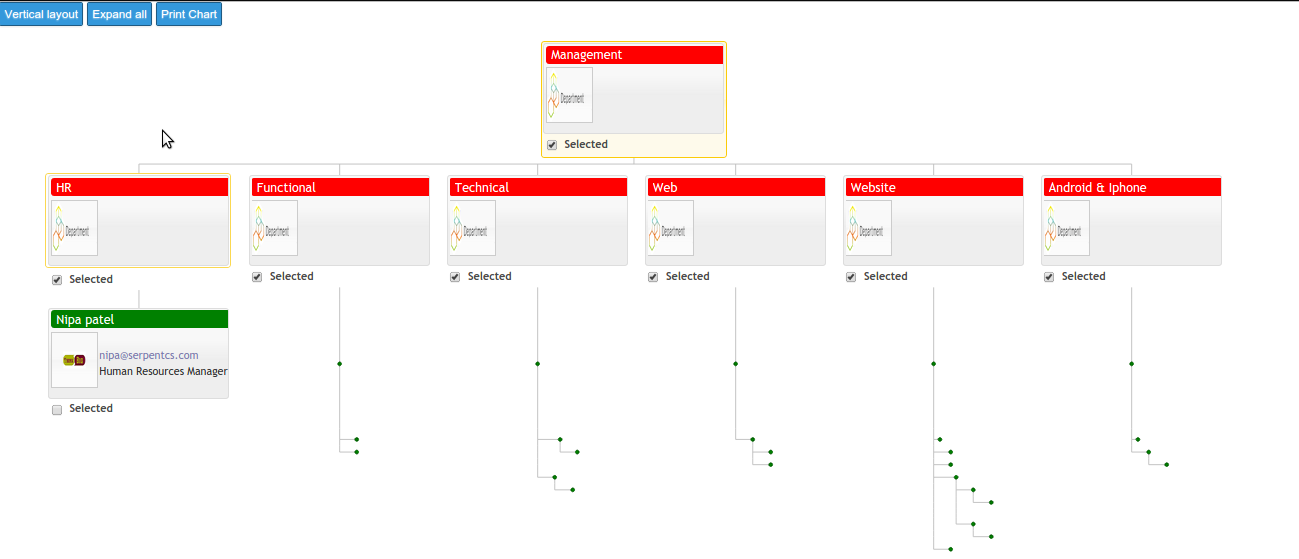 Vertical layout Expand all Print Chart
Management
Department
Selected
HR Functional Technical Web Website Android & Iphone
Department Department Department Department Department Department
Selected Selected Selected Selected Selected Selected
Nipa patel
nipa@serpentcs.com
Human Resources Manager
Selected